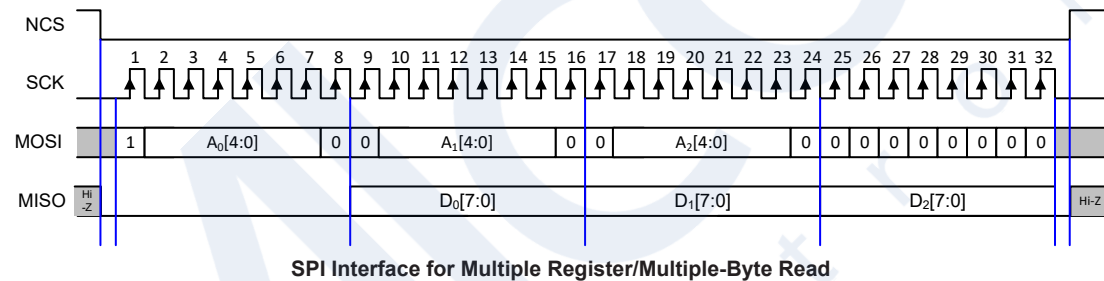 NCS
1 2 3 4 5 6 7 8 9 10 11 12 13 14 15 16 17 18 19 20 21 22 23 24 25 26 27 28 29 30 31 32
SCK
MOSI 1 A₀[4:0] 0 0 A₁[4:0] 0 0 A₂[4:0] 0 0 0 0 0 0 0 0 0
MISO Hi-Z D₀[7:0] D₁[7:0] D₂[7:0] Hi-Z
SPI Interface for Multiple Register/Multiple-Byte Read